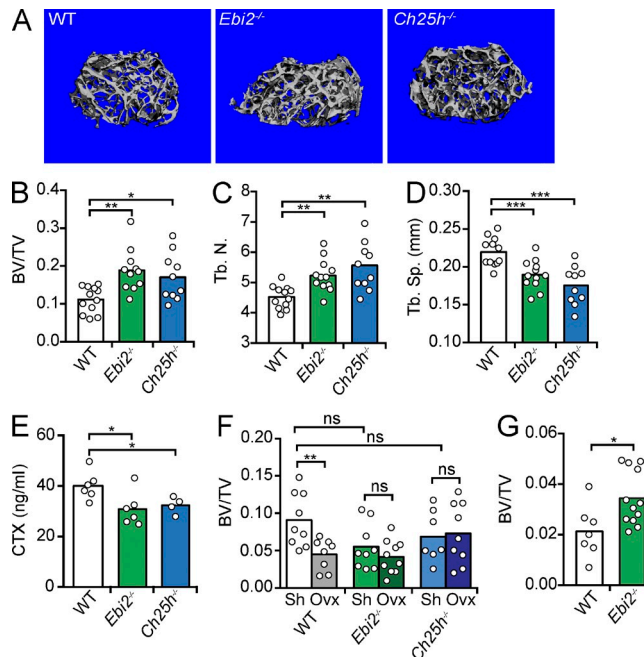 A
WT
Ebi2-/-
Ch25h-/-
B
BV/TV
0.4
0.3
0.2
0.1
0.0
**
*
WT
Ebi2-/-
Ch25h-/-
C
Tb. N.
8
7
6
5
4
3
**
**
WT
Ebi2-/-
Ch25h-/-
D
Tb. Sp. (mm)
0.30
0.25
0.20
0.15
0.10
***
***
WT
Ebi2-/-
Ch25h-/-
E
CTX (ng/ml)
60
40
20
0
*
*
WT
Ebi2-/-
Ch25h-/-
F
BV/TV
0.20
0.15
0.10
0.05
0.00
ns
ns
**
ns
ns
Sh Ovx
Sh Ovx
Sh Ovx
WT
Ebi2-/-
Ch25h-/-
G
BV/TV
0.06
0.04
0.02
0.00
*
WT
Ebi2-/-